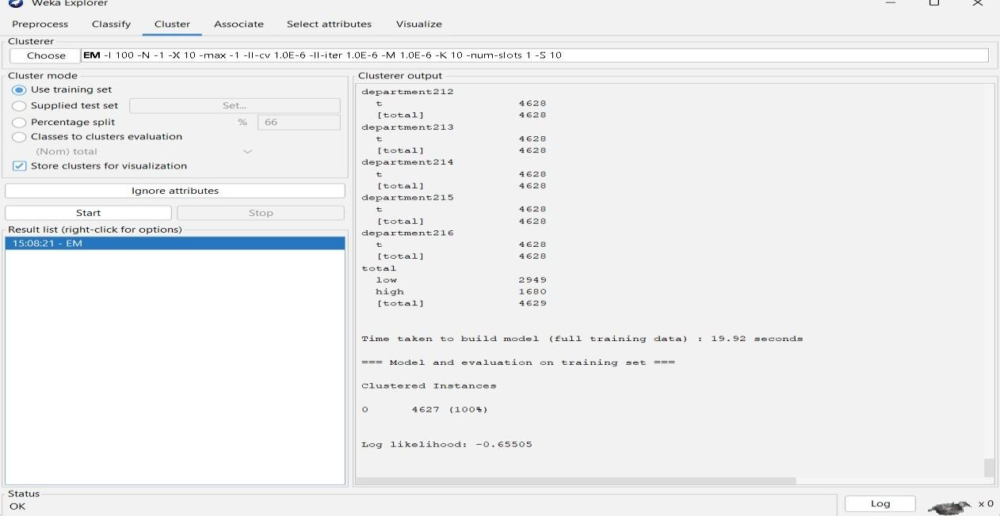 Weka Explorer
Preprocess Classify Cluster Associate Select attributes Visualize
Clusterer
Choose EM -I 100 -N -1 -X 10 -max -1 -ll-cv 1.0E-6 -ll-iter 1.0E-6 -M 1.0E-6 -K 10 -num-slots 1 -S 10
Cluster mode
Use training set
Supplied test set Set...
Percentage split % 66
Classes to clusters evaluation
(Nom) total
Store clusters for visualization
Ignore attributes
Start Stop
Result list (right-click for options)
15:08:21 - EM
Clusterer output
department212
t 4628
[total] 4628
department213
t 4628
[total] 4628
department214
t 4628
[total] 4628
department215
t 4628
[total] 4628
department216
t 4628
[total] 4628
total
low 2949
high 1680
[total] 4629
Time taken to build model (full training data) : 19.92 seconds
=== Model and evaluation on training set ===
Clustered Instances
0 4627 (100%)
Log likelihood: -0.65505
Status
OK
Log x 0